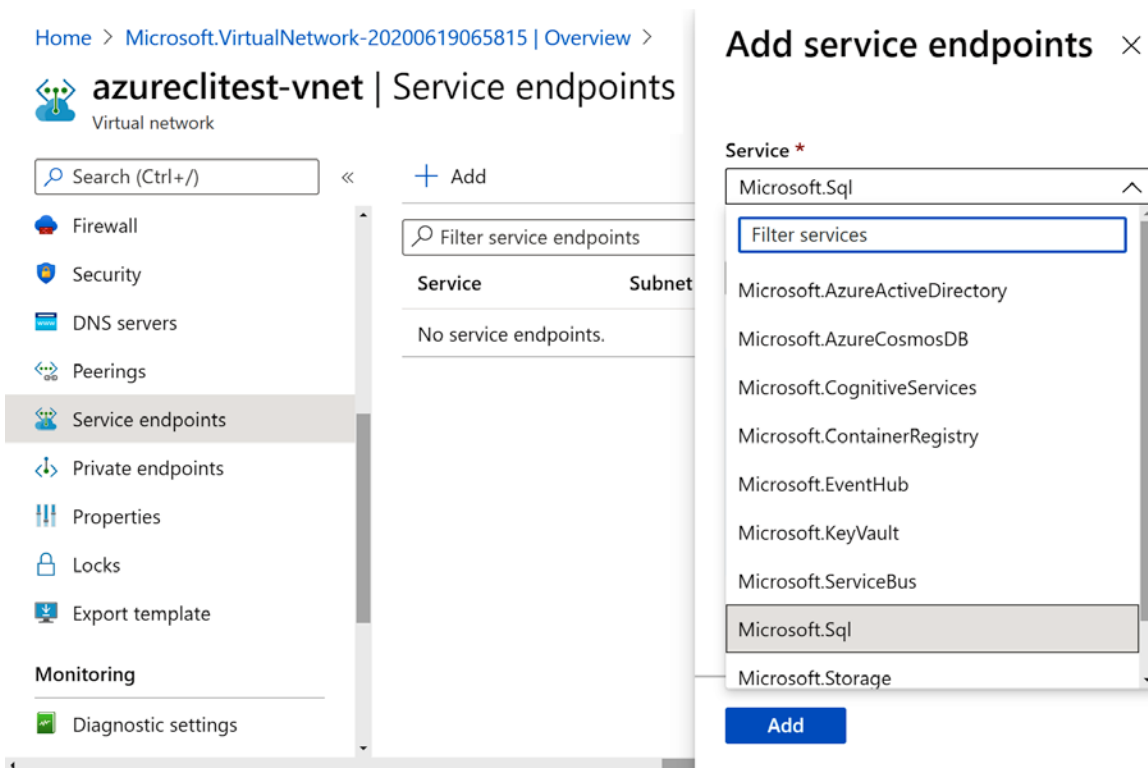 Home > Microsoft.VirtualNetwork-20200619065815 | Overview >
azureclitest-vnet | Service endpoints
Virtual network
Search (Ctrl+/)
«
Firewall
Security
DNS servers
Peerings
Service endpoints
Private endpoints
Properties
Locks
Export template
Monitoring
Diagnostic settings
+ Add
Filter service endpoints
Service Subnet
No service endpoints.
Add service endpoints
Service *
Microsoft.Sql
Filter services
Microsoft.AzureActiveDirectory
Microsoft.AzureCosmosDB
Microsoft.CognitiveServices
Microsoft.ContainerRegistry
Microsoft.EventHub
Microsoft.KeyVault
Microsoft.ServiceBus
Microsoft.Sql
Microsoft.Storage
Add